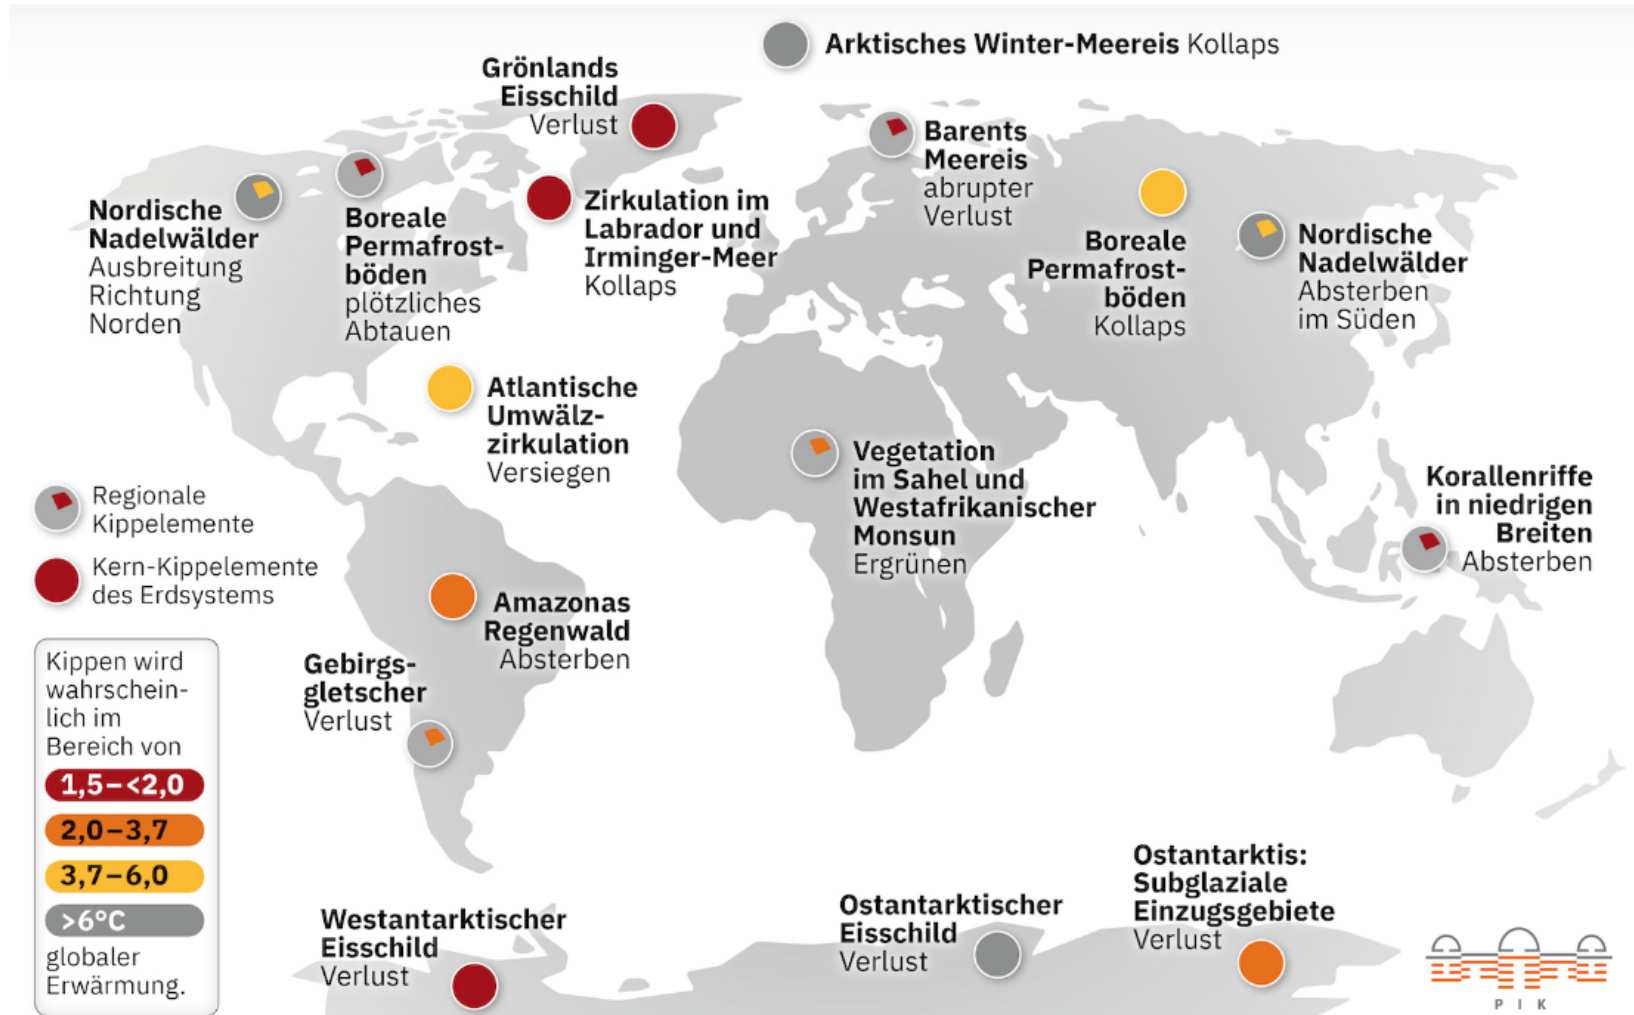 Arktisches Winter-Meereis Kollaps
Grönlands
Eisschild
Verlust
Barents
Meereis
abrupter
Verlust
Nordische
Nadelwälder
Ausbreitung
Richtung
Norden
Boreale
Permafrost-
böden
plötzliches
Abtauen
Zirkulation im
Labrador und
Irminger-Meer
Kollaps
Boreale
Permafrost-
böden
Kollaps
Nordische
Nadelwälder
Absterben
im Süden
Atlantische
Umwälz-
zirkulation
Versiegen
Vegetation
im Sahel und
Westafrikanischer
Monsun
Ergrünen
Korallenriffe
in niedrigen
Breiten
Absterben
Regionale
Kippelemente
Kern-Kippelemente
des Erdsystems
Amazonas
Regenwald
Absterben
Gebirgs-
gletscher
Verlust
Kippen wird
wahrschein-
lich im
Bereich von
1,5–<2,0
2,0–3,7
3,7–6,0
>6°C
globaler
Erwärmung.
Westantarktischer
Eisschild
Verlust
Ostantarktischer
Eisschild
Verlust
Ostantarktis:
Subglaziale
Einzugsgebiete
Verlust
PIK